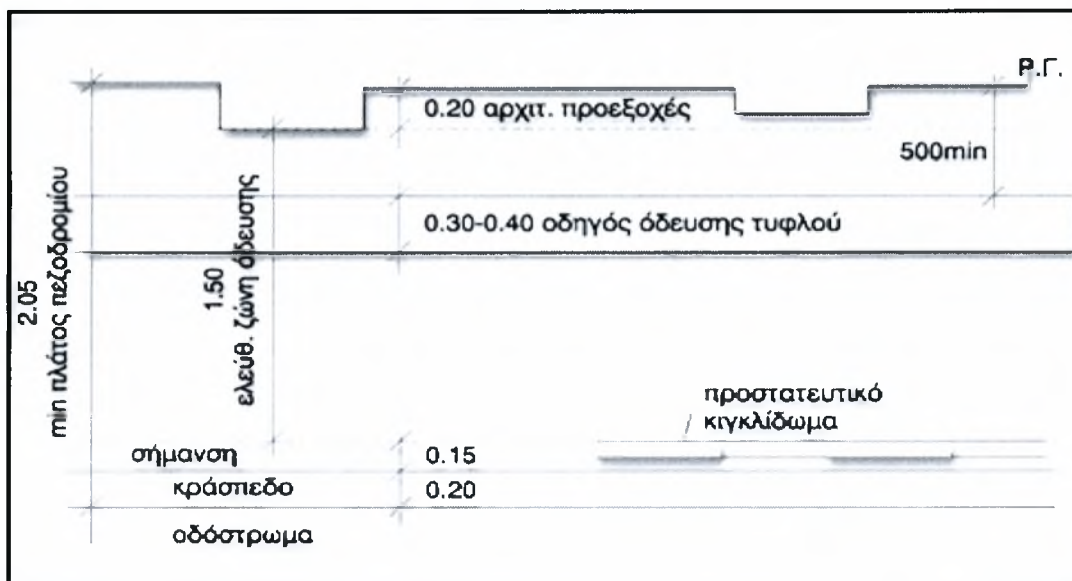 Ρ.Γ.
0.20 αρχιτ. προεξοχές
500min
0.30-0.40 οδηγός όδευσης τυφλού
2.05
min πλάτος πεζοδρομίου
1.50
ελεύθ. ζώνη όδευσης
προστατευτικό
κιγκλίδωμα
σήμανση 0.15
κράσπεδο 0.20
οδόστρωμα